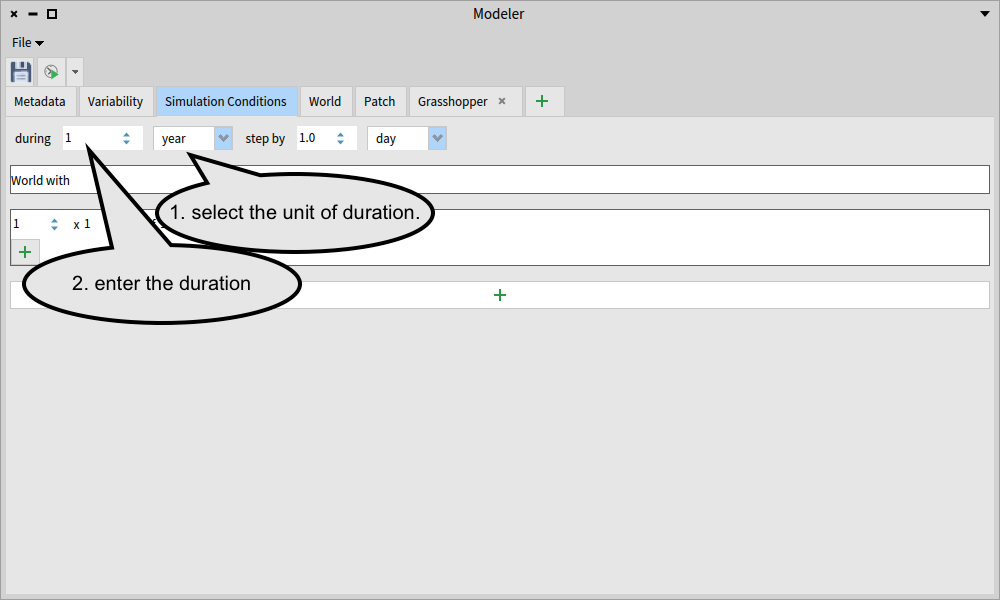 Modeler
File
Metadata Variability Simulation Conditions World Patch Grasshopper
during 1 year step by 1.0 day
World with
1. select the unit of duration.
1 x 1
2. enter the duration